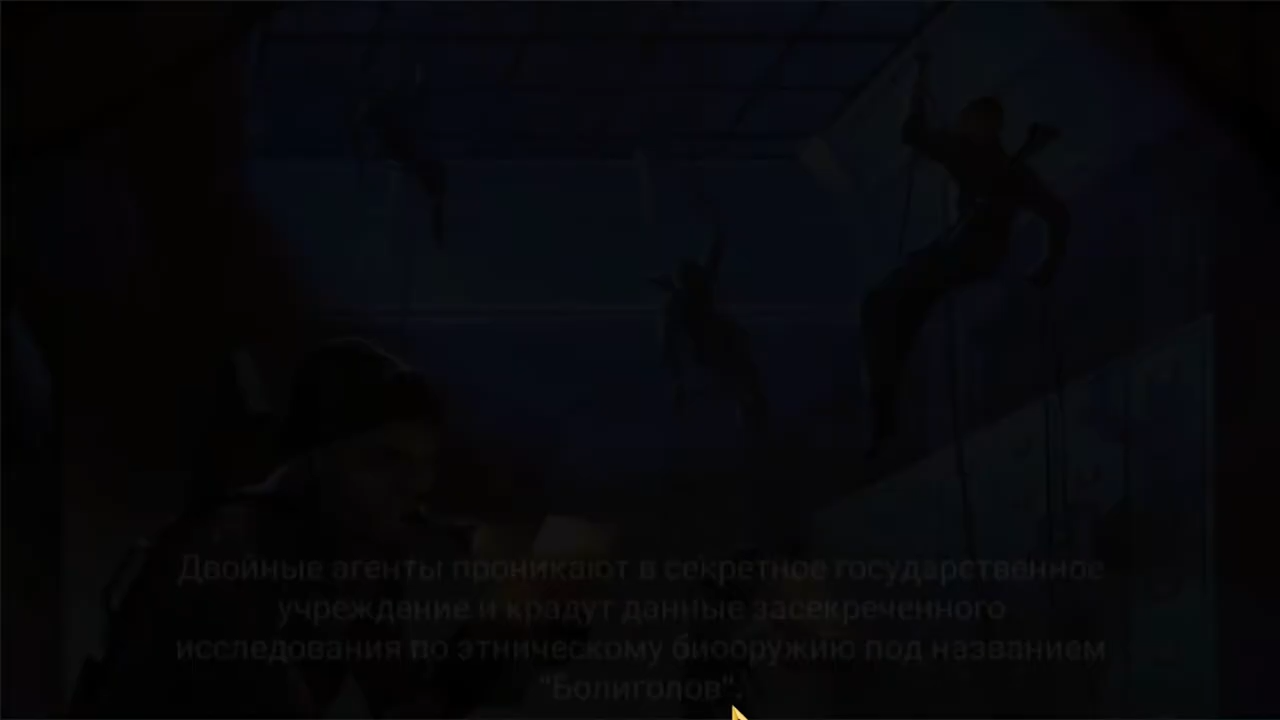 Двойные агенты проникают в секретное государственное
учреждение и крадут данные засекреченного
исследования по этническому биооружию под названием
"Болиголов".